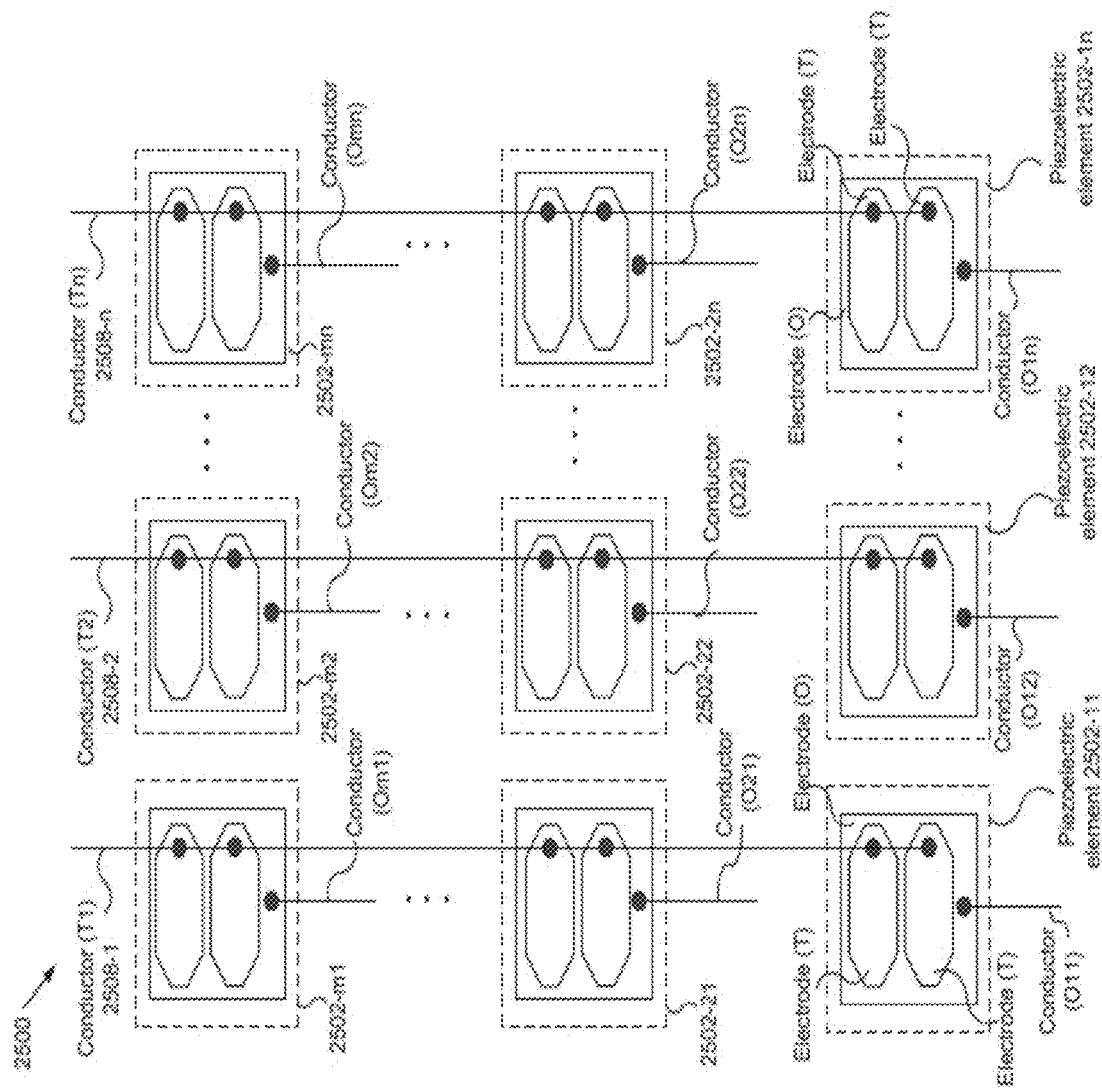 2500
Electrode (T)
Electrode (T)
Conductor
(O11)
Electrode (O)
Piezoelectric
element 2502-11
2502-21
Conductor
(O21)
2502-m1
Conductor
(Om1)
Conductor (T1)
2508-1
Conductor
(O12)
Piezoelectric
element 2502-12
2502-22
Conductor
(O22)
2502-m2
Conductor
(Om2)
Conductor (T2)
2508-2
Electrode (O)
Conductor
(O1n)
Electrode (T)
Electrode (T)
Piezoelectric
element 2502-1n
2502-2n
Conductor
(O2n)
2502-mn
Conductor
(Omn)
Conductor (Tn)
2508-n